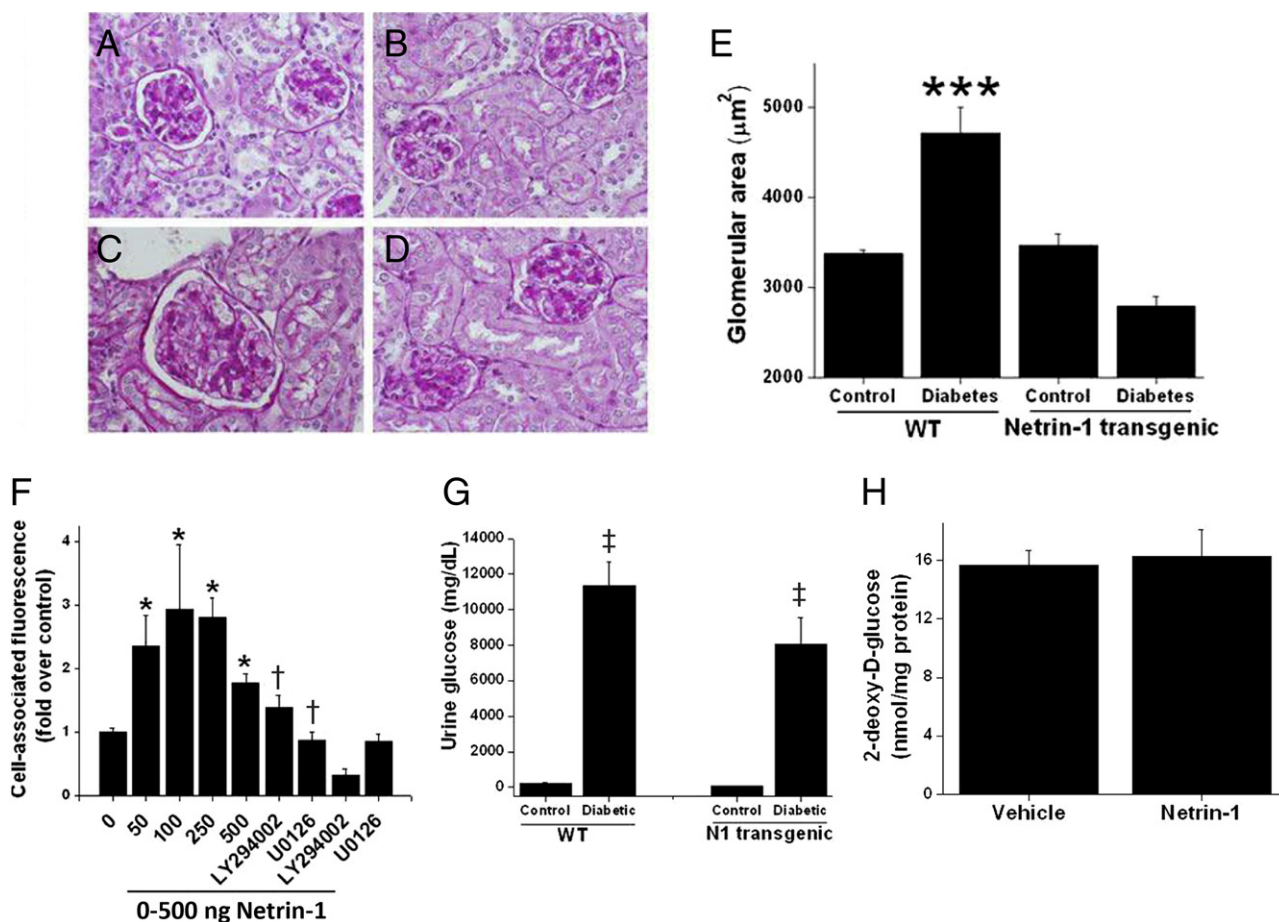 A
B
C
D
E
***
Glomerular area (μm²)
5000
4000
3000
2000
Control
Diabetes
Control
Diabetes
WT
Netrin-1 transgenic
F
Cell-associated fluorescence
(fold over control)
4
3
2
1
0
*
*
*
*
†
†
0
50
100
250
500
LY294002
U0126
LY294002
U0126
0-500 ng Netrin-1
G
Urine glucose (mg/dL)
14000
12000
10000
8000
6000
4000
2000
0
‡
‡
Control
Diabetic
Control
Diabetic
WT
N1 transgenic
H
2-deoxy-D-glucose
(nmol/mg protein)
16
12
8
4
0
Vehicle
Netrin-1